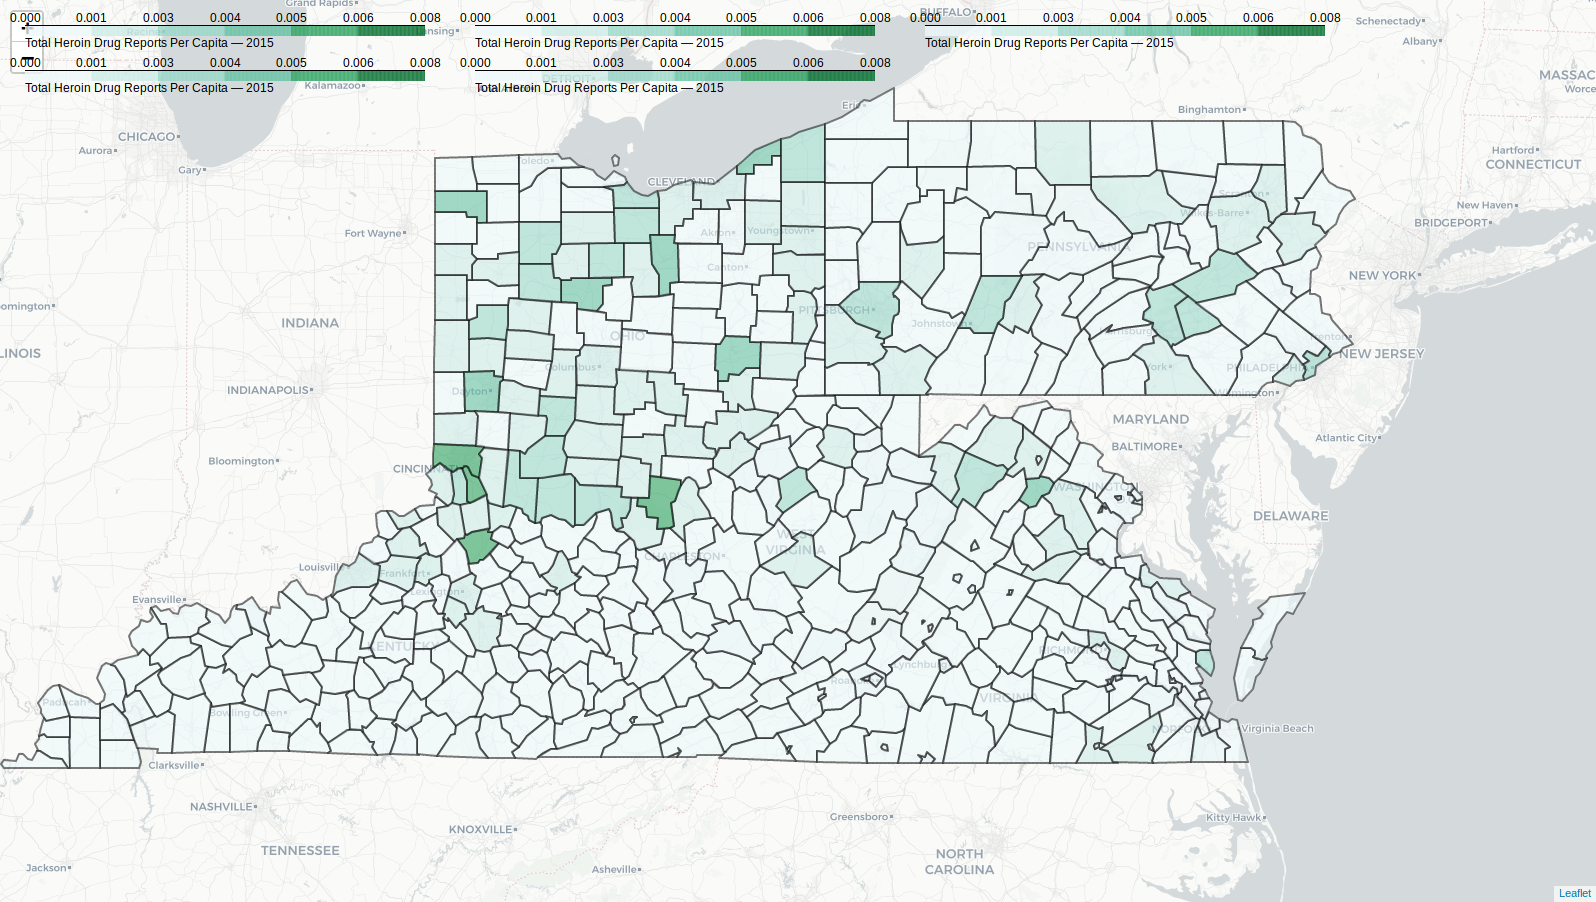 Grand Rapids
BUFFALO
0.000 0.001 0.003 0.004 0.005 0.006 0.008
0.000 0.001 0.003 0.004 0.005 0.006 0.008
0.000 0.001 0.003 0.004 0.005 0.006 0.008
Schenectady
Albany
Total Heroin Drug Reports Per Capita — 2015
Total Heroin Drug Reports Per Capita — 2015
Total Heroin Drug Reports Per Capita — 2015
0.000 0.001 0.003 0.004 0.005 0.006 0.008
0.000 0.001 0.003 0.004 0.005 0.006 0.008
Total Heroin Drug Reports Per Capita — 2015
Total Heroin Drug Reports Per Capita — 2015
DETROIT
Kalamazoo
MASSAC
Worce
Erie
Binghamton
CHICAGO
Aurora
Gary
Toledo
CLEVELAND
Hartford
CONNECTICUT
Scranton
Wilkes-Barre
New Haven
BRIDGEPORT
Fort Wayne
Akron
Youngstown
PENNSYLVANIA
Canton
NEW YORK
oomington
INDIANA
PITTSBURGH
Johnstown
Harrisburg
OHIO
Trenton
LINOIS
NEW JERSEY
Columbus
York
PHILADELPHIA
INDIANAPOLIS
Dayton
Wilmington
MARYLAND
BALTIMORE
Atlantic City
Bloomington
CINCINNATI
WASHINGTON
DELAWARE
WEST
VIRGINIA
CHARLESTON
Louisville
Frankfort
Lexington
Evansville
KENTUCKY
RICHMOND
Lynchburg
Roanoke
VIRGINIA
Paducah
Bowling Green
NORFOLK
Virginia Beach
Clarksville
NASHVILLE
KNOXVILLE
Greensboro
Kitty Hawk
TENNESSEE
NORTH
CAROLINA
Jackson
Asheville
Leaflet